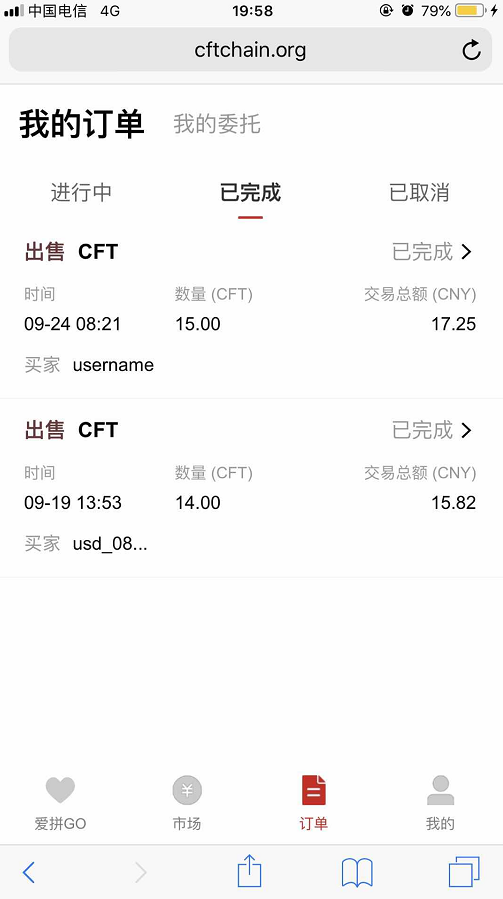 中国电信 4G 19:58 79%
cftchain.org
我的订单 我的委托
进行中 已完成 已取消
出售 CFT 已完成
时间 数量 (CFT) 交易总额 (CNY)
09-24 08:21 15.00 17.25
买家 username
出售 CFT 已完成
时间 数量 (CFT) 交易总额 (CNY)
09-19 13:53 14.00 15.82
买家 usd_08...
爱拼GO 市场 订单 我的